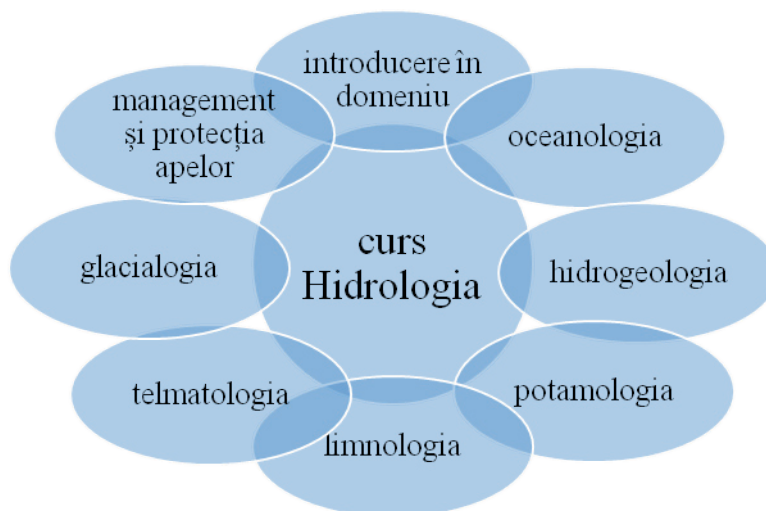 introducere în
domeniu
oceanologia
hidrogeologia
potamologia
limnologia
telmatologia
glacialogia
management
și protecția
apelor
curs
Hidrologia